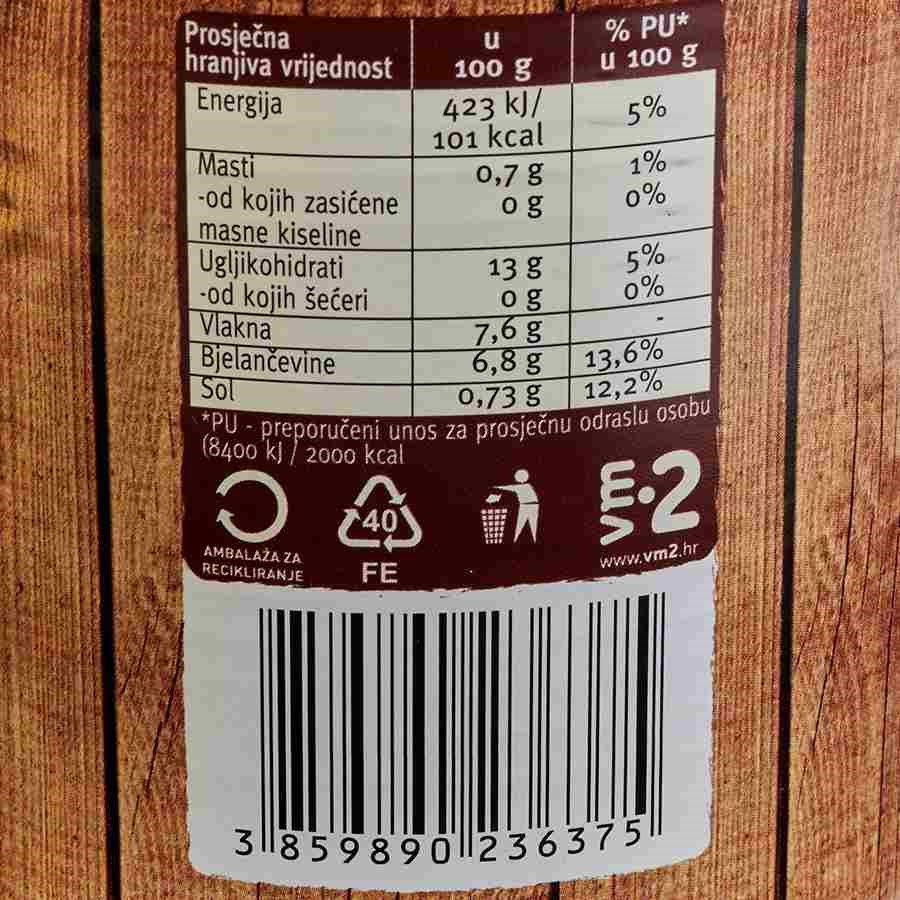 Prosječna hranjiva vrijednost u 100 g % PU* u 100 g
Energija 423 kJ/ 101 kcal 5%
Masti 0,7 g 1%
-od kojih zasićene masne kiseline 0 g 0%
Ugljikohidrati 13 g 5%
-od kojih šećeri 0 g 0%
Vlakna 7,6 g -
Bjelančevine 6,8 g 13,6%
Sol 0,73 g 12,2%
*PU - preporučeni unos za prosječnu odraslu osobu
(8400 kJ / 2000 kcal
40
FE
AMBALAŽA ZA
RECIKLIRANJE
vm.2
www.vm2.hr
3 859890 236375